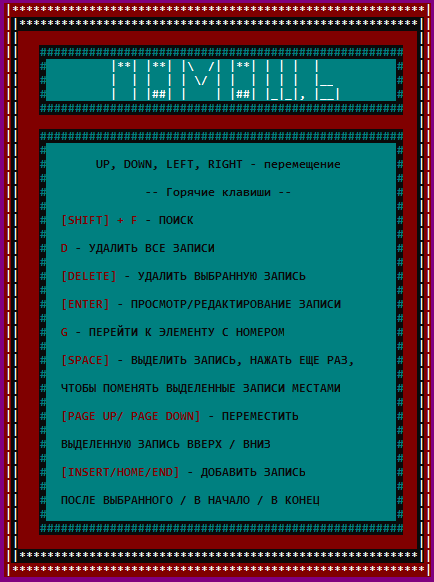 ПОМОЩЬ
UP, DOWN, LEFT, RIGHT - перемещение
-- Горячие клавиши --
[SHIFT] + F - ПОИСК
D - УДАЛИТЬ ВСЕ ЗАПИСИ
[DELETE] - УДАЛИТЬ ВЫБРАННУЮ ЗАПИСЬ
[ENTER] - ПРОСМОТР/РЕДАКТИРОВАНИЕ ЗАПИСИ
G - ПЕРЕЙТИ К ЭЛЕМЕНТУ С НОМЕРОМ
[SPACE] - ВЫДЕЛИТЬ ЗАПИСЬ, НАЖАТЬ ЕЩЕ РАЗ,
ЧТОБЫ ПОМЕНЯТЬ ВЫДЕЛЕННЫЕ ЗАПИСИ МЕСТАМИ
[PAGE UP/ PAGE DOWN] - ПЕРЕМЕСТИТЬ
ВЫДЕЛЕННУЮ ЗАПИСЬ ВВЕРХ / ВНИЗ
[INSERT/HOME/END] - ДОБАВИТЬ ЗАПИСЬ
ПОСЛЕ ВЫБРАННОГО / В НАЧАЛО / В КОНЕЦ